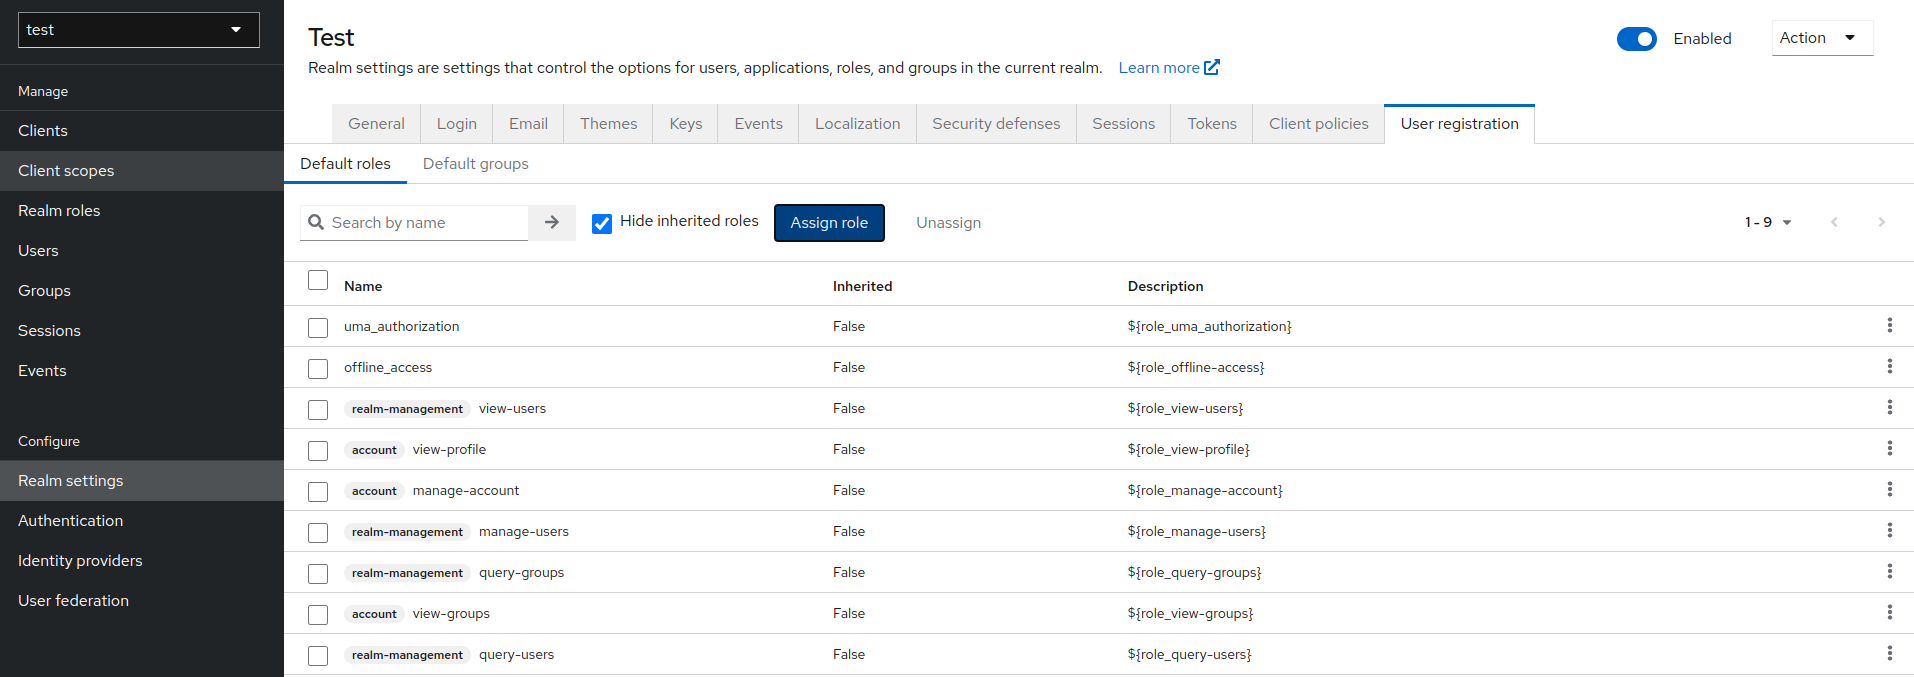 test
Manage
Clients
Client scopes
Realm roles
Users
Groups
Sessions
Events
Configure
Realm settings
Authentication
Identity providers
User federation
Test
Realm settings are settings that control the options for users, applications, roles, and groups in the current realm. Learn more
Enabled
Action
General Login Email Themes Keys Events Localization Security defenses Sessions Tokens Client policies User registration
Default roles Default groups
Search by name Hide inherited roles Assign role Unassign 1 - 9
Name Inherited Description
uma_authorization False ${role_uma_authorization}
offline_access False ${role_offline-access}
realm-management view-users False ${role_view-users}
account view-profile False ${role_view-profile}
account manage-account False ${role_manage-account}
realm-management manage-users False ${role_manage-users}
realm-management query-groups False ${role_query-groups}
account view-groups False ${role_view-groups}
realm-management query-users False ${role_query-users}